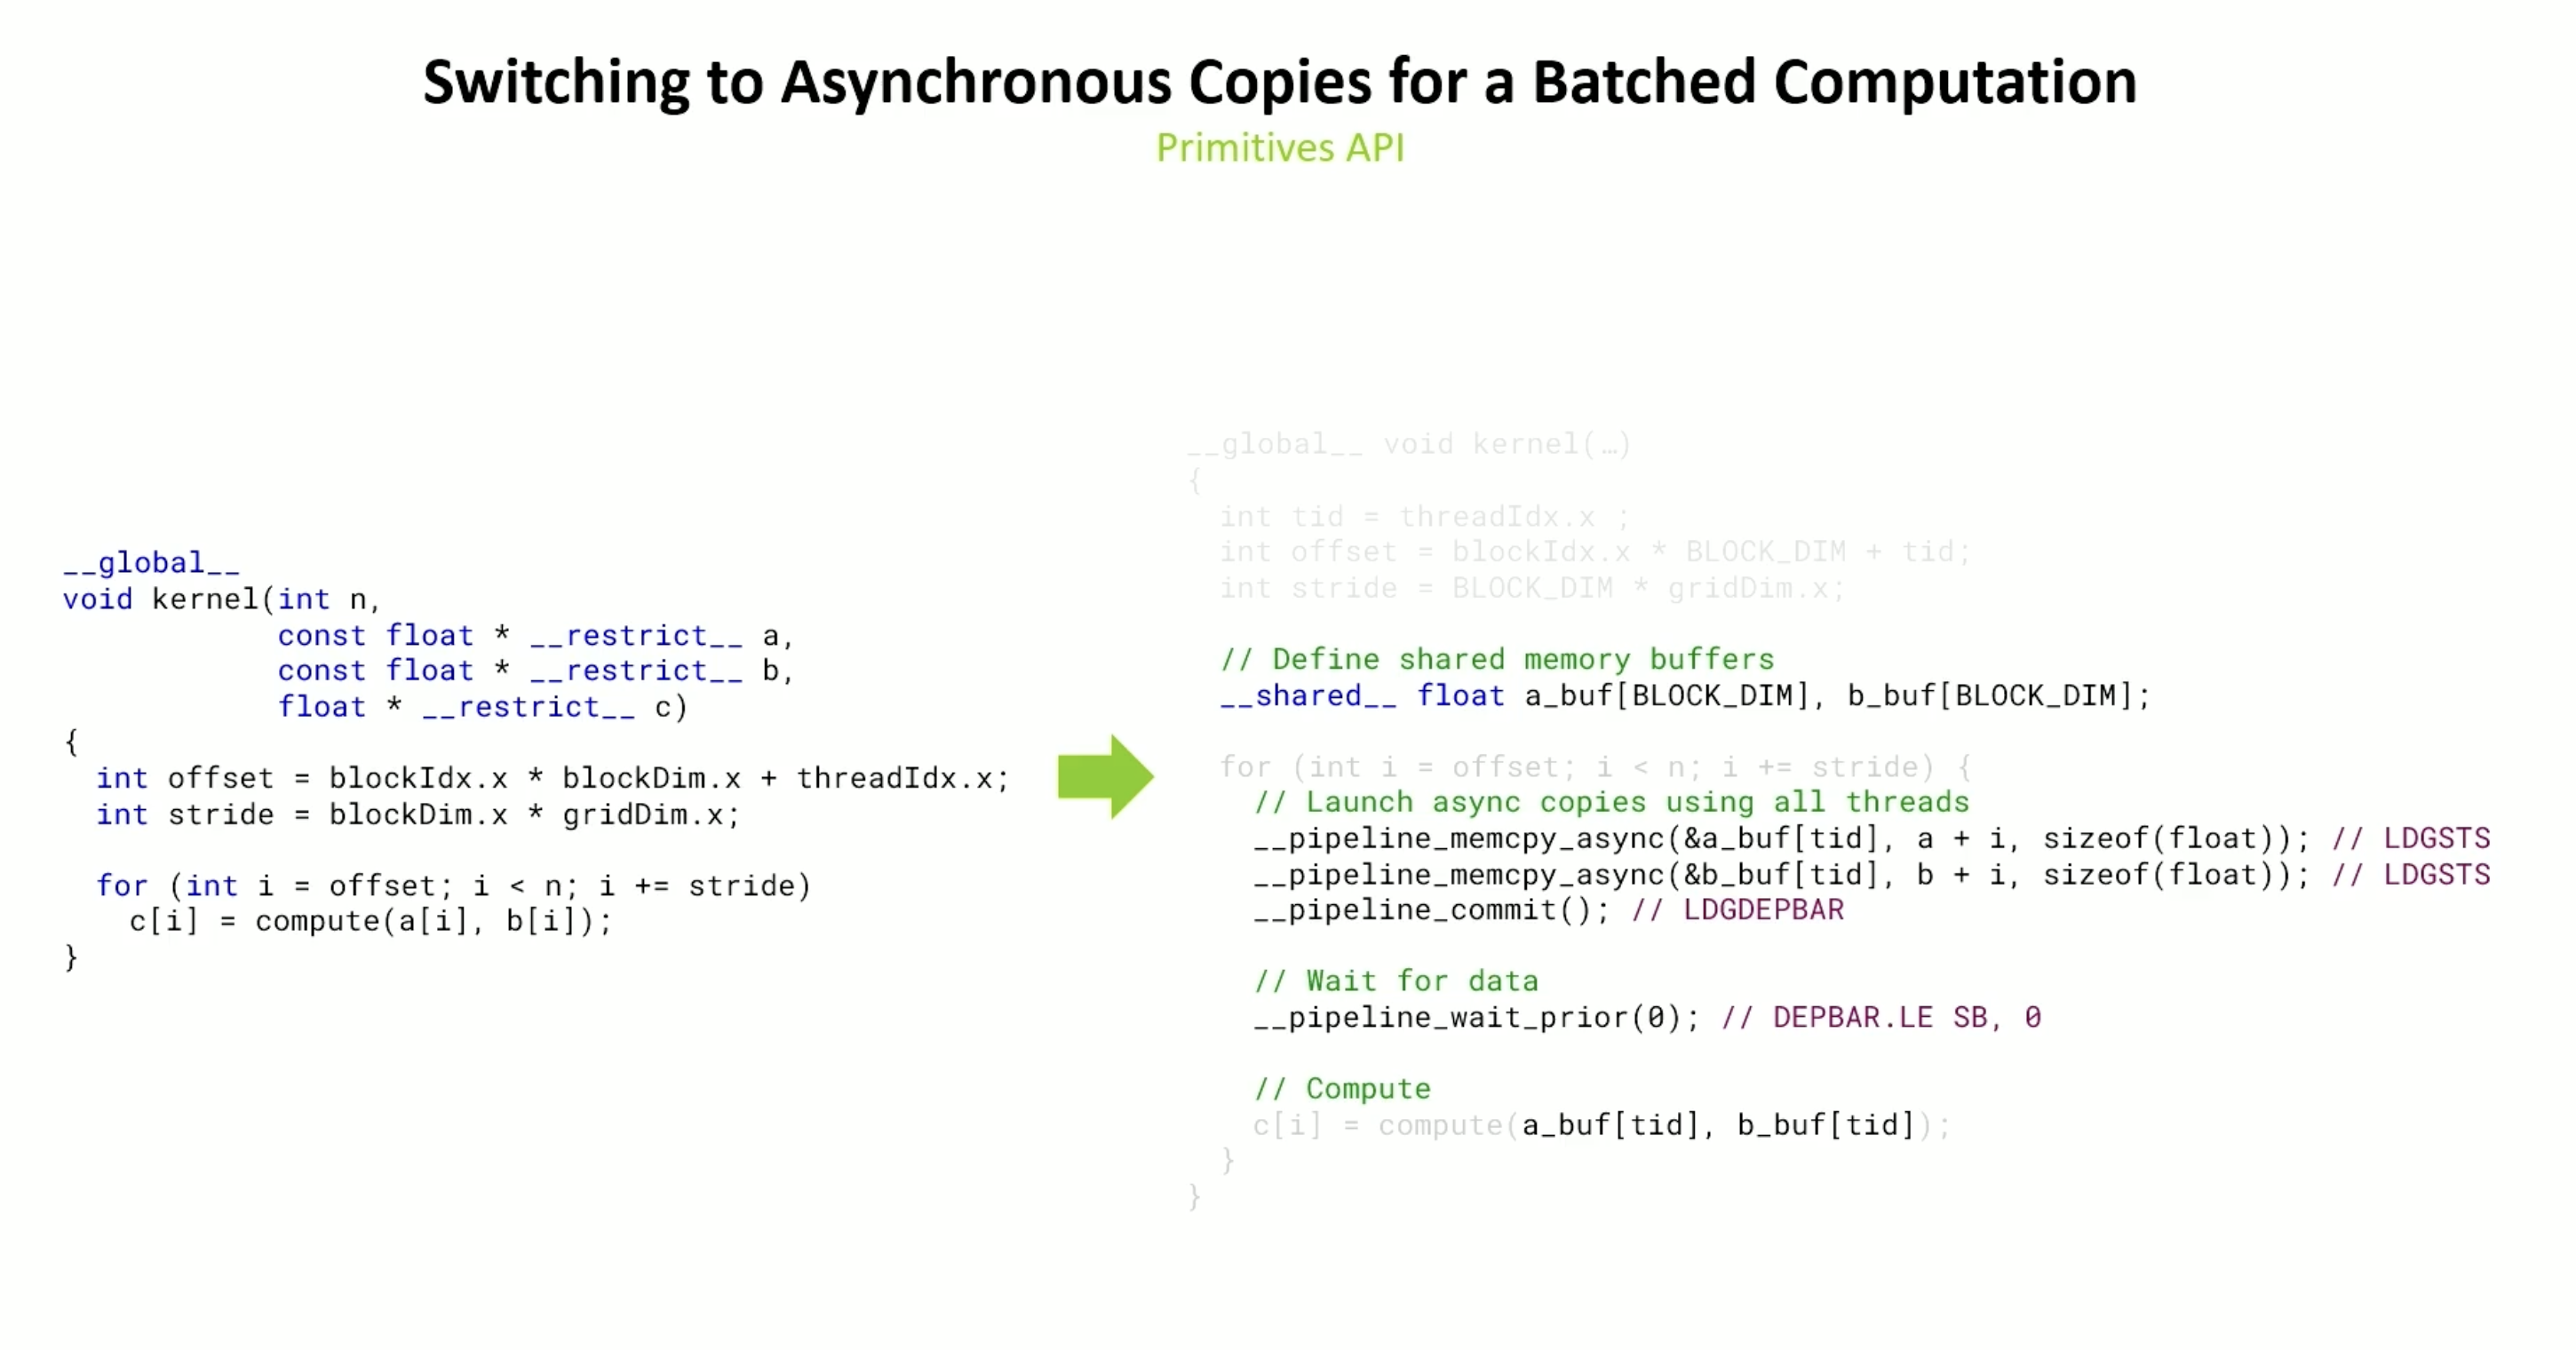 Switching to Asynchronous Copies for a Batched Computation
Primitives API
__global__
void kernel(int n,
            const float * __restrict__ a,
            const float * __restrict__ b,
            float * __restrict__ c)
{
  int offset = blockIdx.x * blockDim.x + threadIdx.x;
  int stride = blockDim.x * gridDim.x;
  for (int i = offset; i < n; i += stride)
    c[i] = compute(a[i], b[i]);
}
__global__ void kernel(…)
{
  int tid = threadIdx.x ;
  int offset = blockIdx.x * BLOCK_DIM + tid;
  int stride = BLOCK_DIM * gridDim.x;
  // Define shared memory buffers
  __shared__ float a_buf[BLOCK_DIM], b_buf[BLOCK_DIM];
  for (int i = offset; i < n; i += stride) {
    // Launch async copies using all threads
    __pipeline_memcpy_async(&a_buf[tid], a + i, sizeof(float)); // LDGSTS
    __pipeline_memcpy_async(&b_buf[tid], b + i, sizeof(float)); // LDGSTS
    __pipeline_commit(); // LDGDEPBAR
    // Wait for data
    __pipeline_wait_prior(0); // DEPBAR.LE SB, 0
    // Compute
    c[i] = compute(a_buf[tid], b_buf[tid]);
  }
}